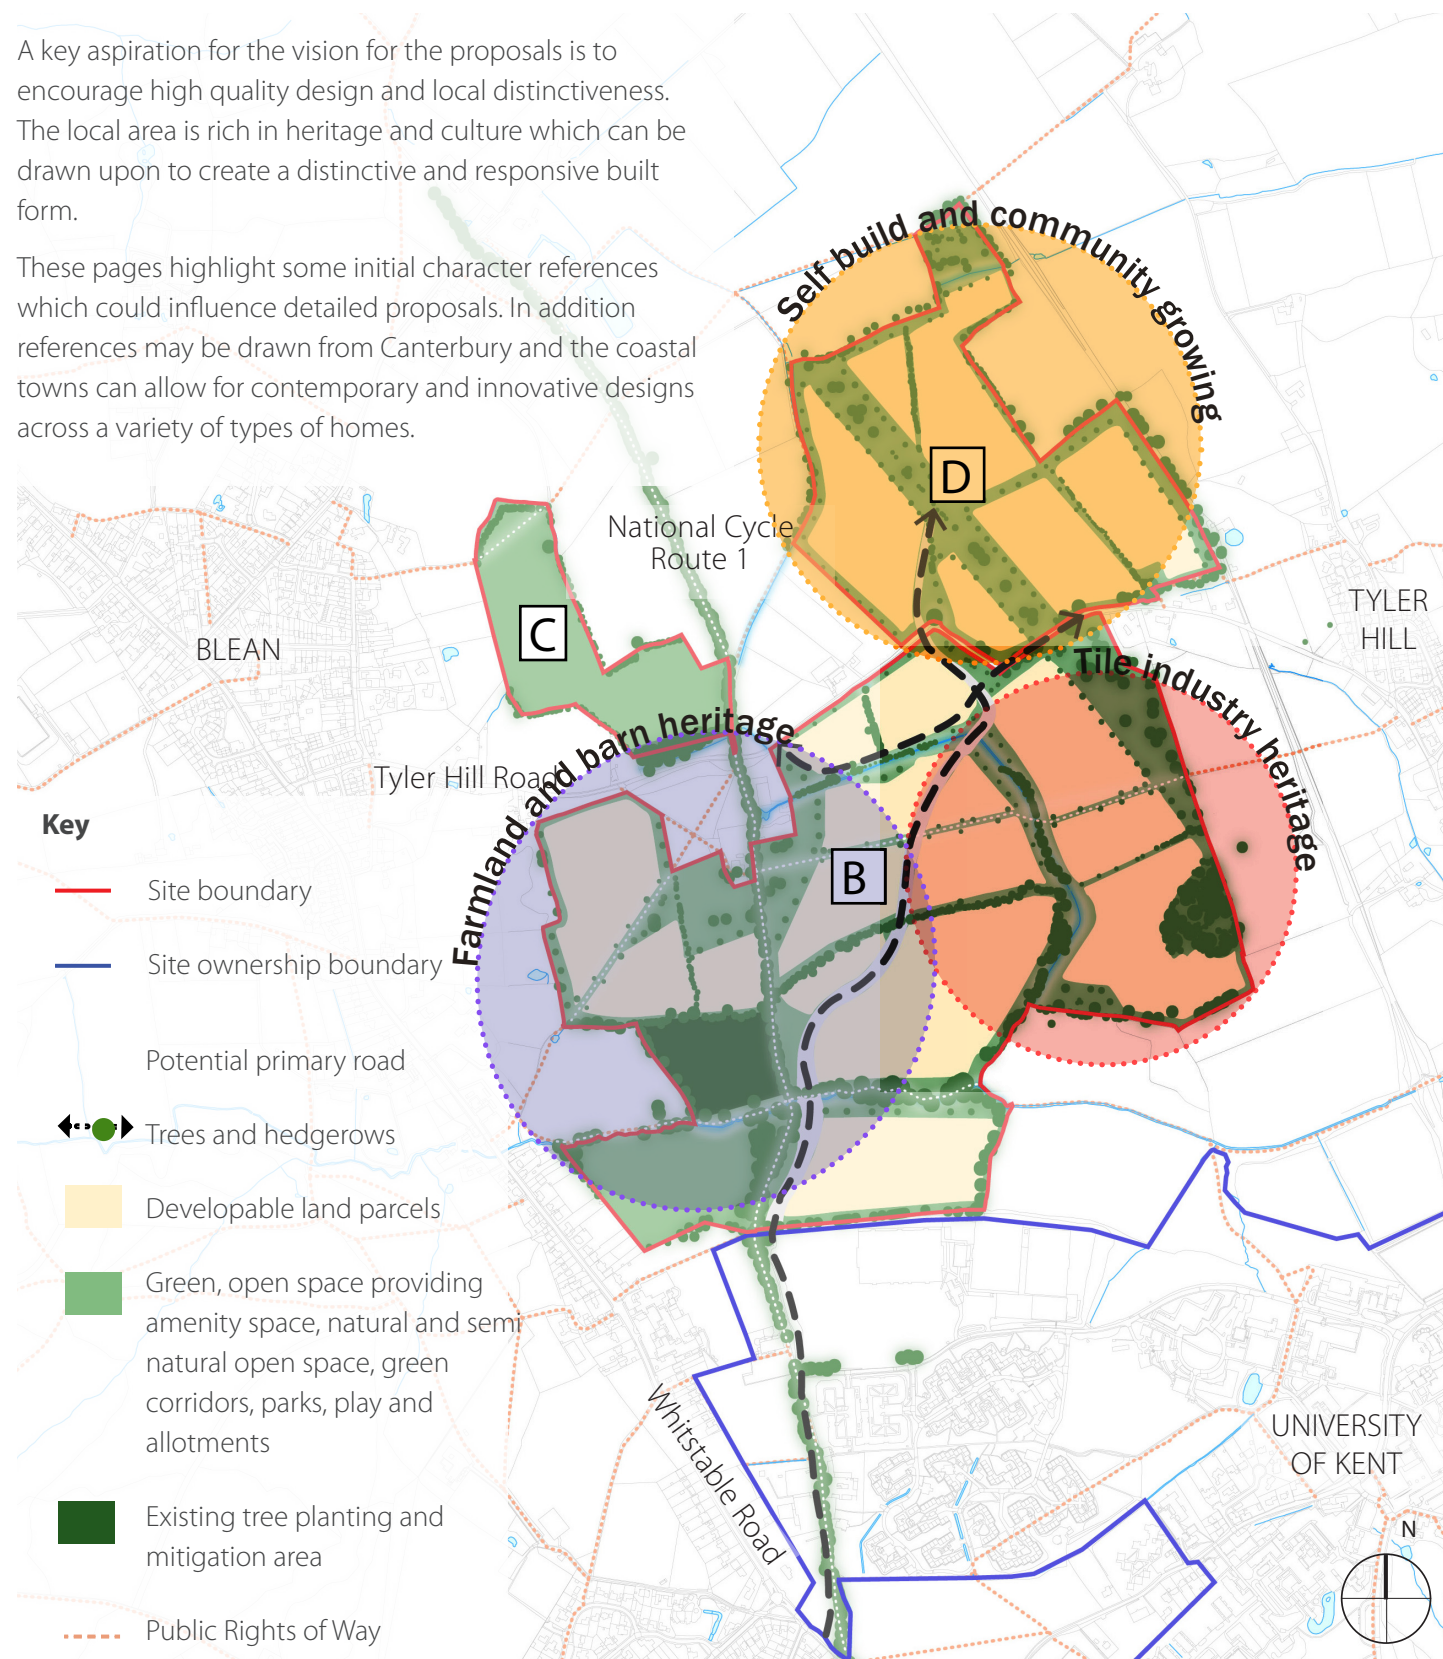 A key aspiration for the vision for the proposals is to
encourage high quality design and local distinctiveness.
The local area is rich in heritage and culture which can be
drawn upon to create a distinctive and responsive built
form.
These pages highlight some initial character references
which could influence detailed proposals. In addition
references may be drawn from Canterbury and the coastal
towns can allow for contemporary and innovative designs
across a variety of types of homes.
Self build and community growing
D
National Cycle
Route 1
C
BLEAN
TYLER
HILL
Tile industry heritage
Farmland and barn heritage
Tyler Hill Road
B
Key
Site boundary
Site ownership boundary
Potential primary road
Trees and hedgerows
Developable land parcels
Green, open space providing
amenity space, natural and semi
natural open space, green
corridors, parks, play and
allotments
Existing tree planting and
mitigation area
Public Rights of Way
Whitstable Road
UNIVERSITY
OF KENT
N